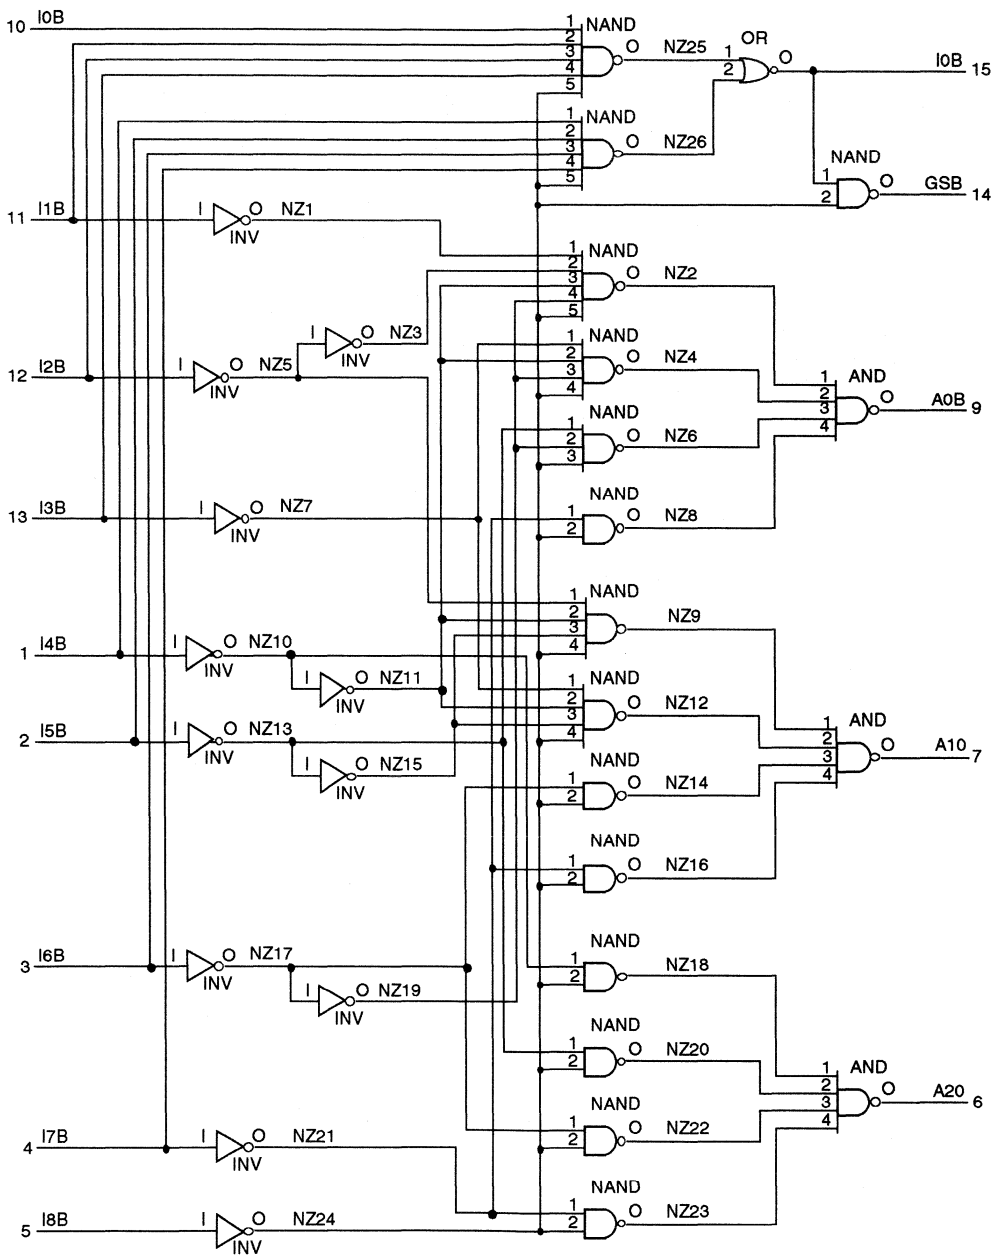 10 I0B 1 NAND
2
3 O NZ25
4
5
1 OR O I0B 15
2
1 NAND
2
3 O NZ26
4
5
NAND
1 O GSB 14
2
11 I1B I O NZ1
INV
1 NAND
2 O NZ2
3
4
5
I O NZ3
INV
12 I2B I O NZ5
INV
1 NAND
2 O NZ4
3
4
1 AND
2 O A0B 9
3
4
NAND
1 O NZ6
2
3
13 I3B I O NZ7
INV
NAND
1 O NZ8
2
NAND
1 O NZ9
2
3
4
1 I4B I O NZ10
INV
I O NZ11
INV
NAND
1 O NZ12
2
3
4
1 AND
2 O A10 7
3
4
2 I5B I O NZ13
INV
I O NZ15
INV
NAND
1 O NZ14
2
NAND
1 O NZ16
2
3 I6B I O NZ17
INV
I O NZ19
INV
NAND
1 NZ18
2
NAND
1 O NZ20
2
1 AND
2 O A20 6
3
4
NAND
1 O NZ22
2
4 I7B I O NZ21
INV
NAND
1 O NZ23
2
5 I8B I O NZ24
INV